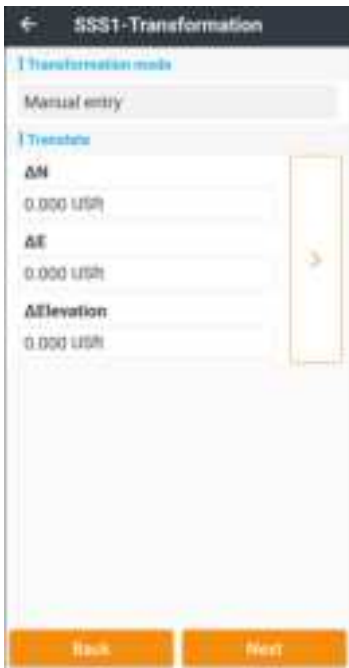 SSS1-Transformation
Transformation mode
Manual entry
Translate
ΔN
0.000 USft
ΔE
0.000 USft
ΔElevation
0.000 USft
Back
Next